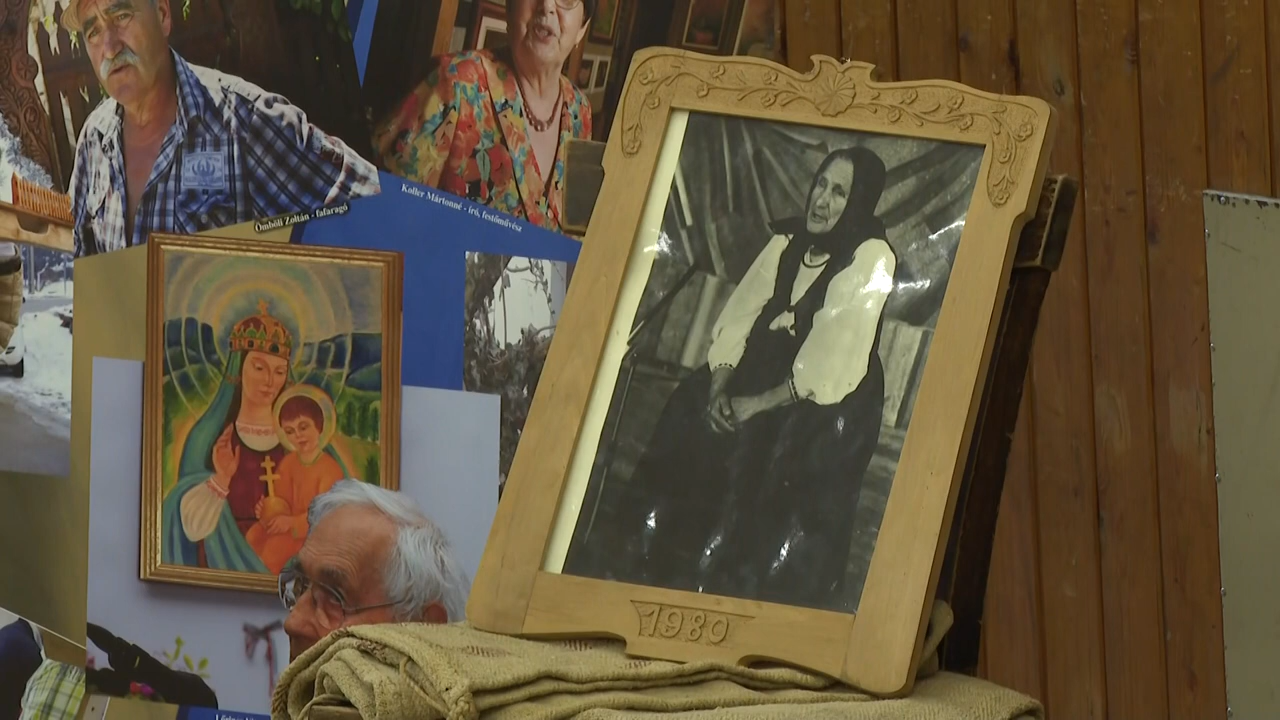 Ömböli Zoltán - fafaragó
Koller Mártonné - író, festőművész
1980